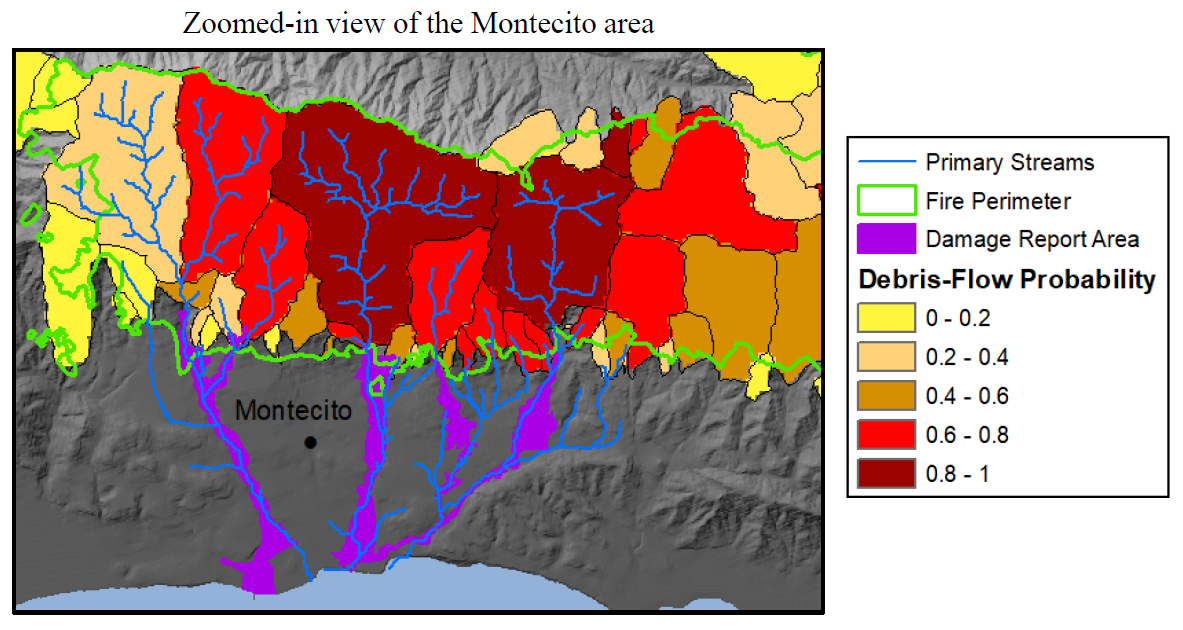 Zoomed-in view of the Montecito area
Montecito
Primary Streams
Fire Perimeter
Damage Report Area
Debris-Flow Probability
0 - 0.2
0.2 - 0.4
0.4 - 0.6
0.6 - 0.8
0.8 - 1